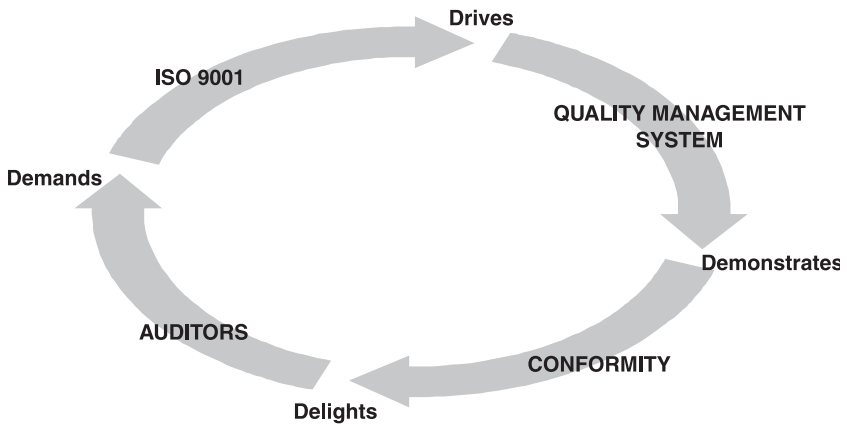 Drives
ISO 9001
QUALITY MANAGEMENT
SYSTEM
Demands
Demonstrates
AUDITORS
CONFORMITY
Delights